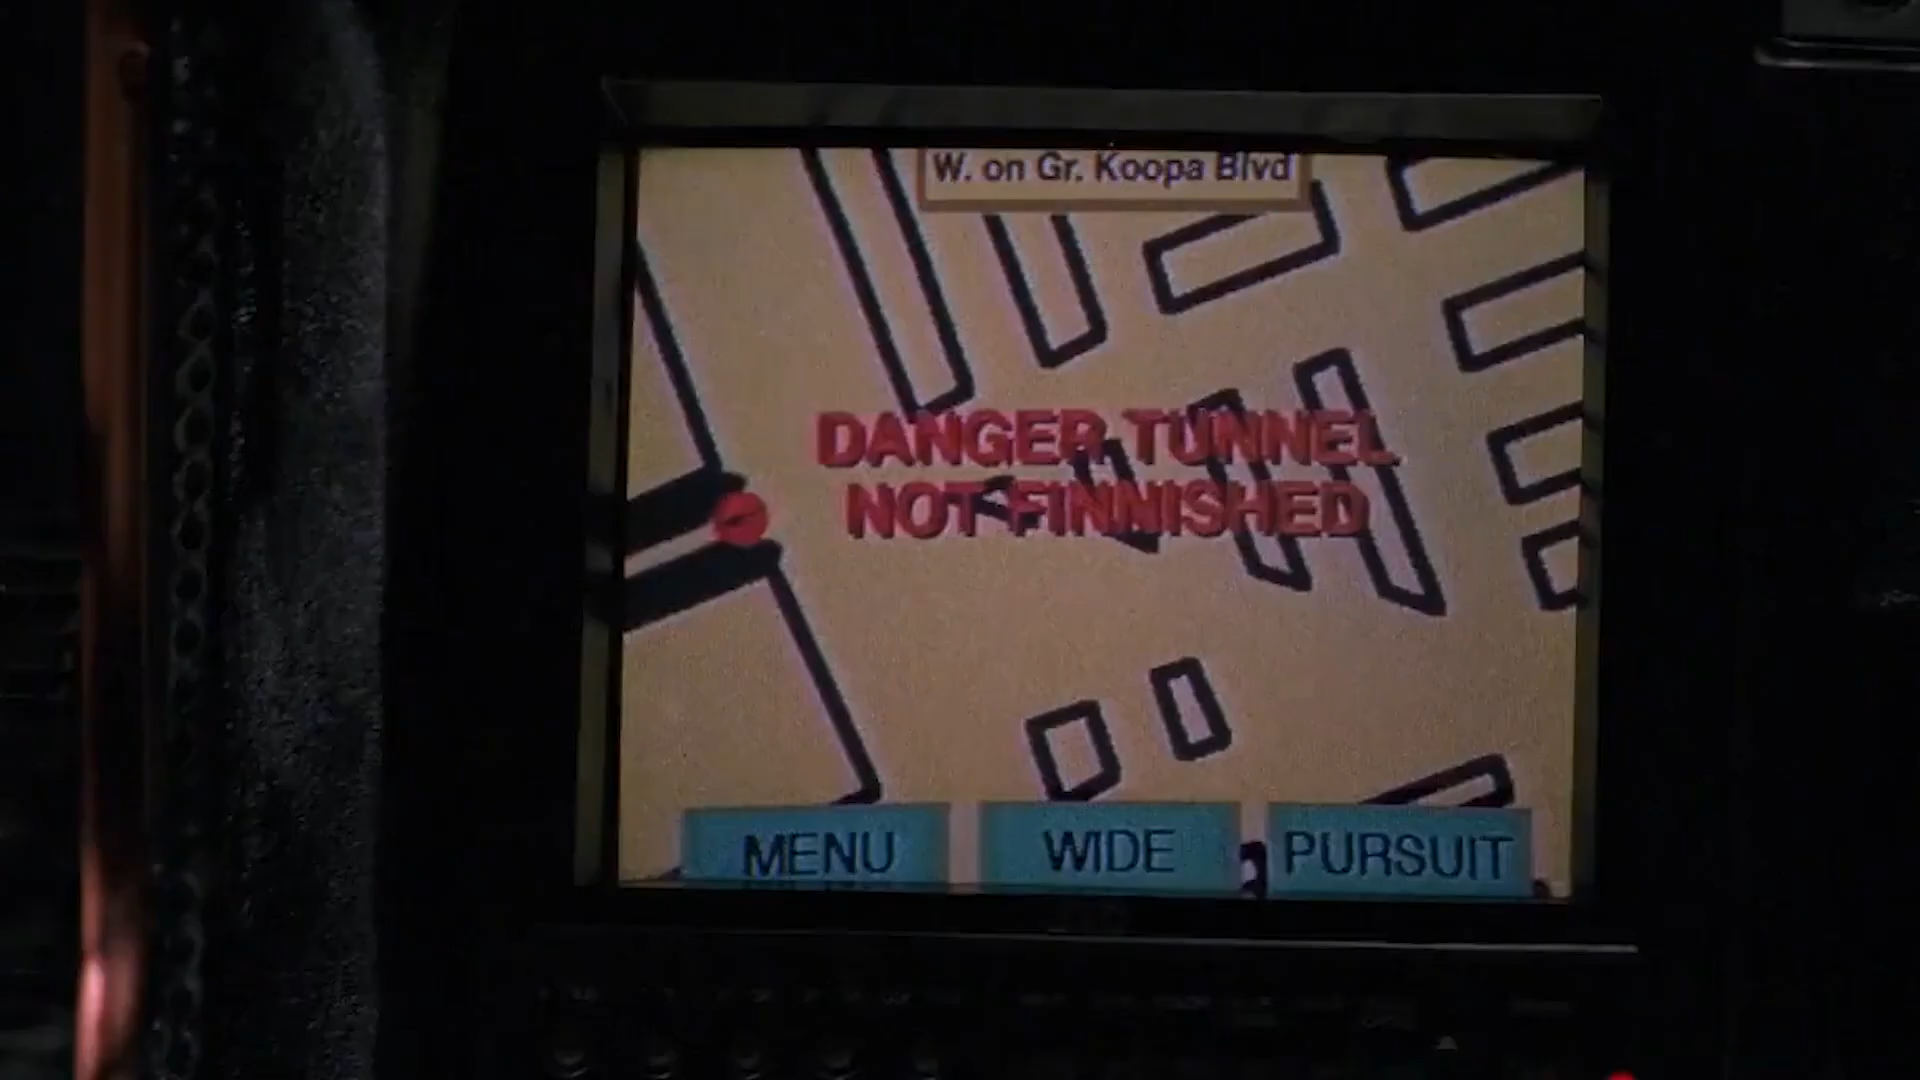 W. on Gr. Koopa Blvd
DANGER TUNNEL
NOT FINNISHED
MENU
WIDE
PURSUIT